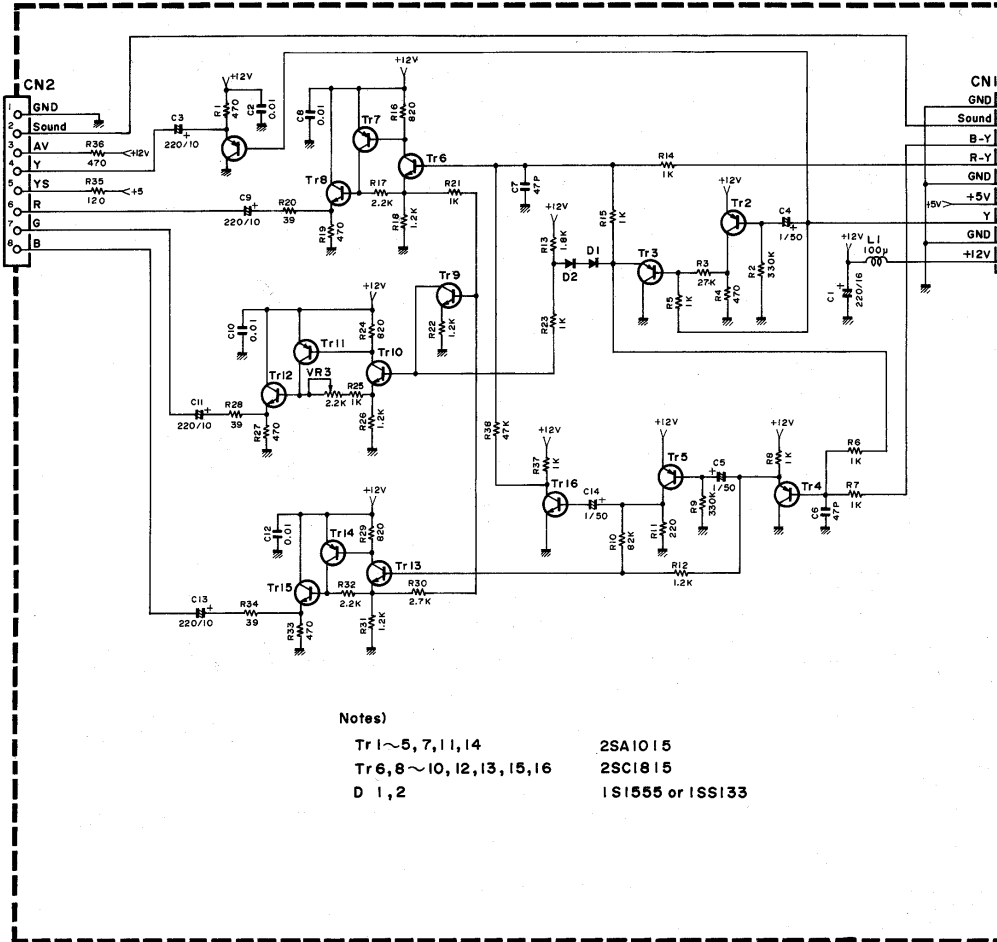 CN2
1 GND
2 Sound
3 AV
4 Y
5 YS
6 R
7 G
8 B
R36
470
+12V
R35
120
+5
C3
220/10
+
+12V
R1
470
C2
0.01
C8
0.01
+12V
R16
820
Tr7
Tr6
Tr8
R17
2.2K
R21
1K
R18
1.2K
R19
470
C9
220/10
+
R20
39
C7
47P
R14
1K
+12V
R13
1.8K
R15
1K
D1
D2
R23
1K
Tr3
+12V
Tr2
C4
1/50
+
R3
27K
R5
1K
R4
470
R2
330K
CN1
GND
Sound
B-Y
R-Y
GND
+5V
+5V
Y
GND
+12V
+12V
L1
100μ
C1
220/16
+
Tr9
R22
1.2K
+12V
C10
0.01
R24
820
Tr11
Tr10
Tr12
VR3
2.2K
R25
1K
R26
1.2K
R27
470
C11
220/10
+
R28
39
R38
47K
+12V
R37
1K
Tr16
C14
1/50
+
+12V
Tr5
C5
1/50
+
R9
330K
R11
220
R10
82K
R12
1.2K
+12V
R8
1K
Tr4
R6
1K
R7
1K
C6
47P
+12V
C12
0.01
R29
820
Tr14
Tr13
Tr15
R32
2.2K
R30
2.7K
R31
1.2K
R33
470
C13
220/10
+
R34
39
Notes)
Tr 1~5, 7, 11, 14 2SA1015
Tr 6, 8~10, 12, 13, 15, 16 2SC1815
D 1, 2 1S1555 or 1SS133